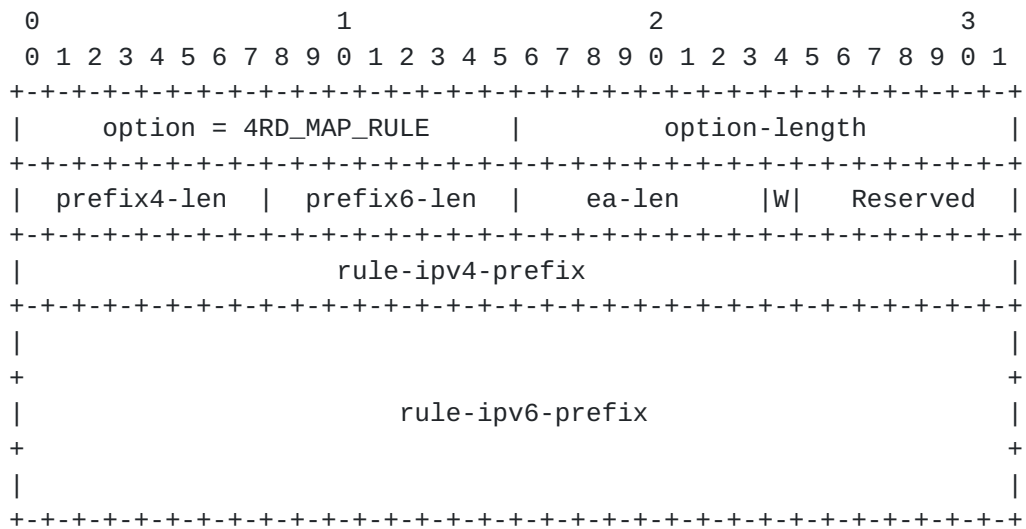 0                   1                   2                   3
 0 1 2 3 4 5 6 7 8 9 0 1 2 3 4 5 6 7 8 9 0 1 2 3 4 5 6 7 8 9 0 1
+-+-+-+-+-+-+-+-+-+-+-+-+-+-+-+-+-+-+-+-+-+-+-+-+-+-+-+-+-+-+-+-+
|     option = 4RD_MAP_RULE     |         option-length         |
+-+-+-+-+-+-+-+-+-+-+-+-+-+-+-+-+-+-+-+-+-+-+-+-+-+-+-+-+-+-+-+-+
|  prefix4-len  |  prefix6-len  |    ea-len     |W|   Reserved  |
+-+-+-+-+-+-+-+-+-+-+-+-+-+-+-+-+-+-+-+-+-+-+-+-+-+-+-+-+-+-+-+-+
|                    rule-ipv4-prefix                           |
+-+-+-+-+-+-+-+-+-+-+-+-+-+-+-+-+-+-+-+-+-+-+-+-+-+-+-+-+-+-+-+-+
|                                                               |
+                                                               +
|                        rule-ipv6-prefix                       |
+                                                               +
|                                                               |
+-+-+-+-+-+-+-+-+-+-+-+-+-+-+-+-+-+-+-+-+-+-+-+-+-+-+-+-+-+-+-+-+